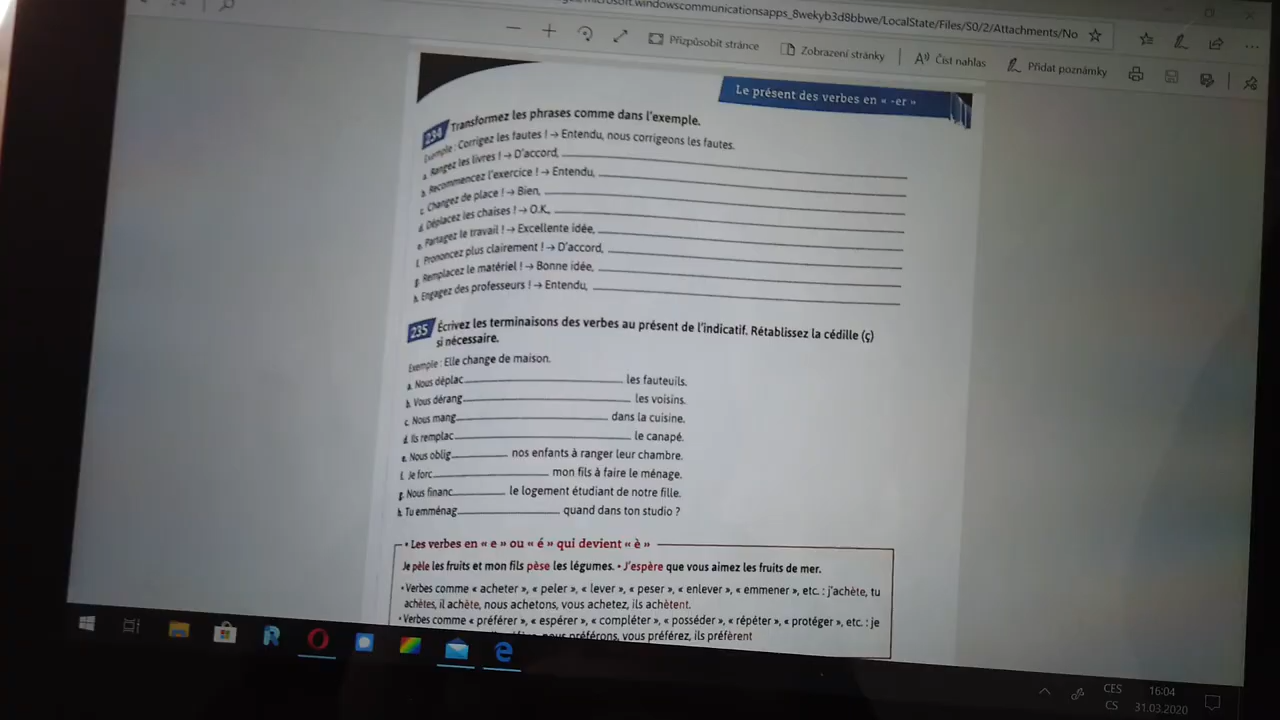 microsoft.windowscommunicationsapps_8wekyb3d8bbwe/LocalState/Files/S0/2/Attachments/No
Přizpůsobit stránce
Zobrazení stránky
Číst nahlas
Přidat poznámky
Le présent des verbes en « -er »
234 Transformez les phrases comme dans l'exemple.
Exemple : Corrigez les fautes ! → Entendu, nous corrigeons les fautes.
a. Rangez les livres ! → D'accord,
b. Recommencez l'exercice ! → Entendu,
c. Changez de place ! → Bien,
d. Déplacez les chaises ! → O.K,
e. Partagez le travail ! → Excellente idée,
f. Prononcez plus clairement ! → D'accord,
g. Remplacez le matériel ! → Bonne idée,
h. Engagez des professeurs ! → Entendu,
235 Écrivez les terminaisons des verbes au présent de l'indicatif. Rétablissez la cédille (ç)
si nécessaire.
Exemple : Elle change de maison.
a. Nous déplac les fauteuils.
b. Vous dérang les voisins.
c. Nous mang dans la cuisine.
d. Ils remplac le canapé.
e. Nous oblig nos enfants à ranger leur chambre.
f. Je forc mon fils à faire le ménage.
g. Nous financ le logement étudiant de notre fille.
h. Tu emménag quand dans ton studio ?
• Les verbes en « e » ou « é » qui devient « è »
Je pèle les fruits et mon fils pèse les légumes. • J'espère que vous aimez les fruits de mer.
• Verbes comme « acheter », « peler », « lever », « peser », « enlever », « emmener », etc. : j'achète, tu
achètes, il achète, nous achetons, vous achetez, ils achètent.
• Verbes comme « préférer », « espérer », « compléter », « posséder », « répéter », « protéger », etc. : je
préférons, vous préférez, ils préfèrent
CES
CS
16:04
31.03.2020